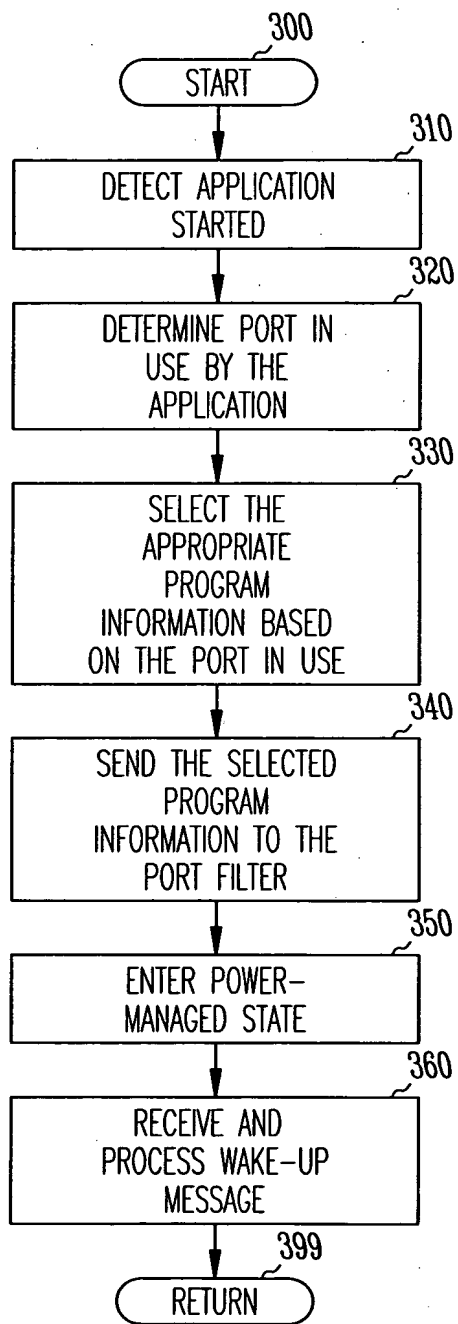 300
START
310
DETECT APPLICATION
STARTED
320
DETERMINE PORT IN
USE BY THE
APPLICATION
330
SELECT THE
APPROPRIATE
PROGRAM
INFORMATION BASED
ON THE PORT IN USE
340
SEND THE SELECTED
PROGRAM
INFORMATION TO THE
PORT FILTER
350
ENTER POWER-
MANAGED STATE
360
RECEIVE AND
PROCESS WAKE-UP
MESSAGE
399
RETURN